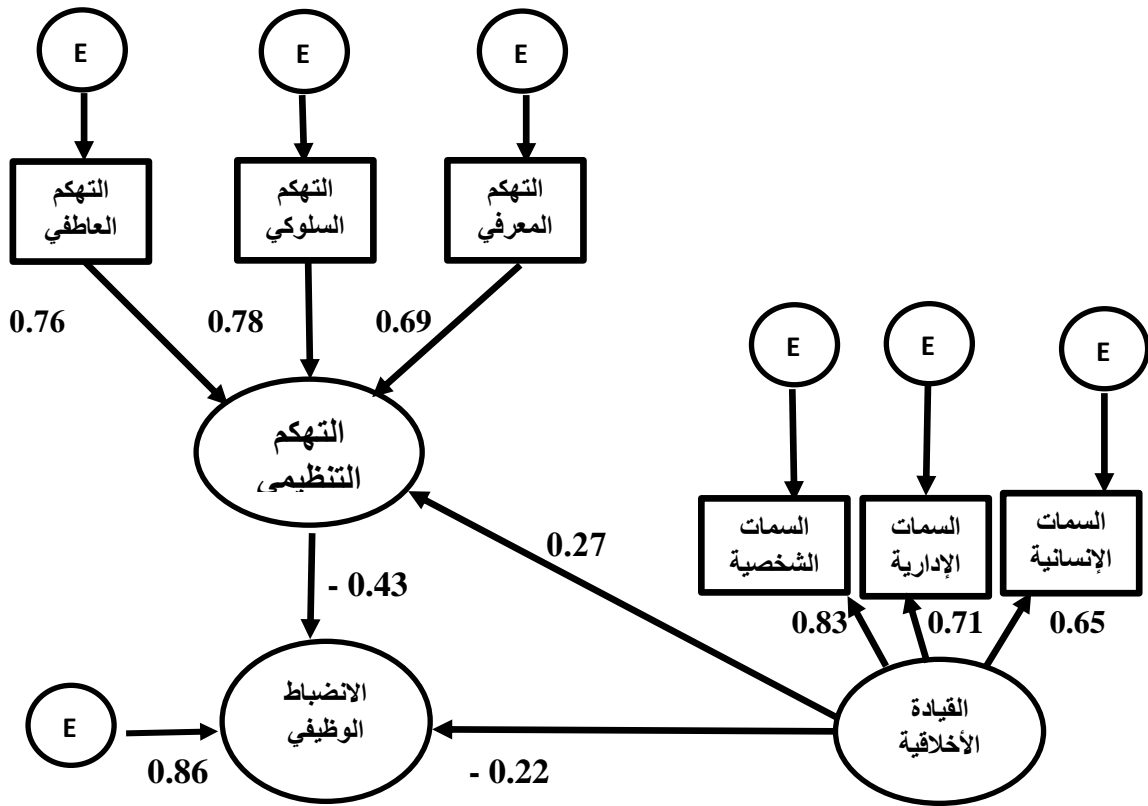 E
E
E
التهكم
العاطفي
التهكم
السلوكي
التهكم
المعرفي
0.76
0.78
0.69
E
E
E
التهكم
التنظيمي
السمات
الشخصية
السمات
الإدارية
السمات
الإنسانية
0.27
- 0.43
0.83
0.71
0.65
الانضباط
الوظيفي
القيادة
الأخلاقية
E
0.86
- 0.22